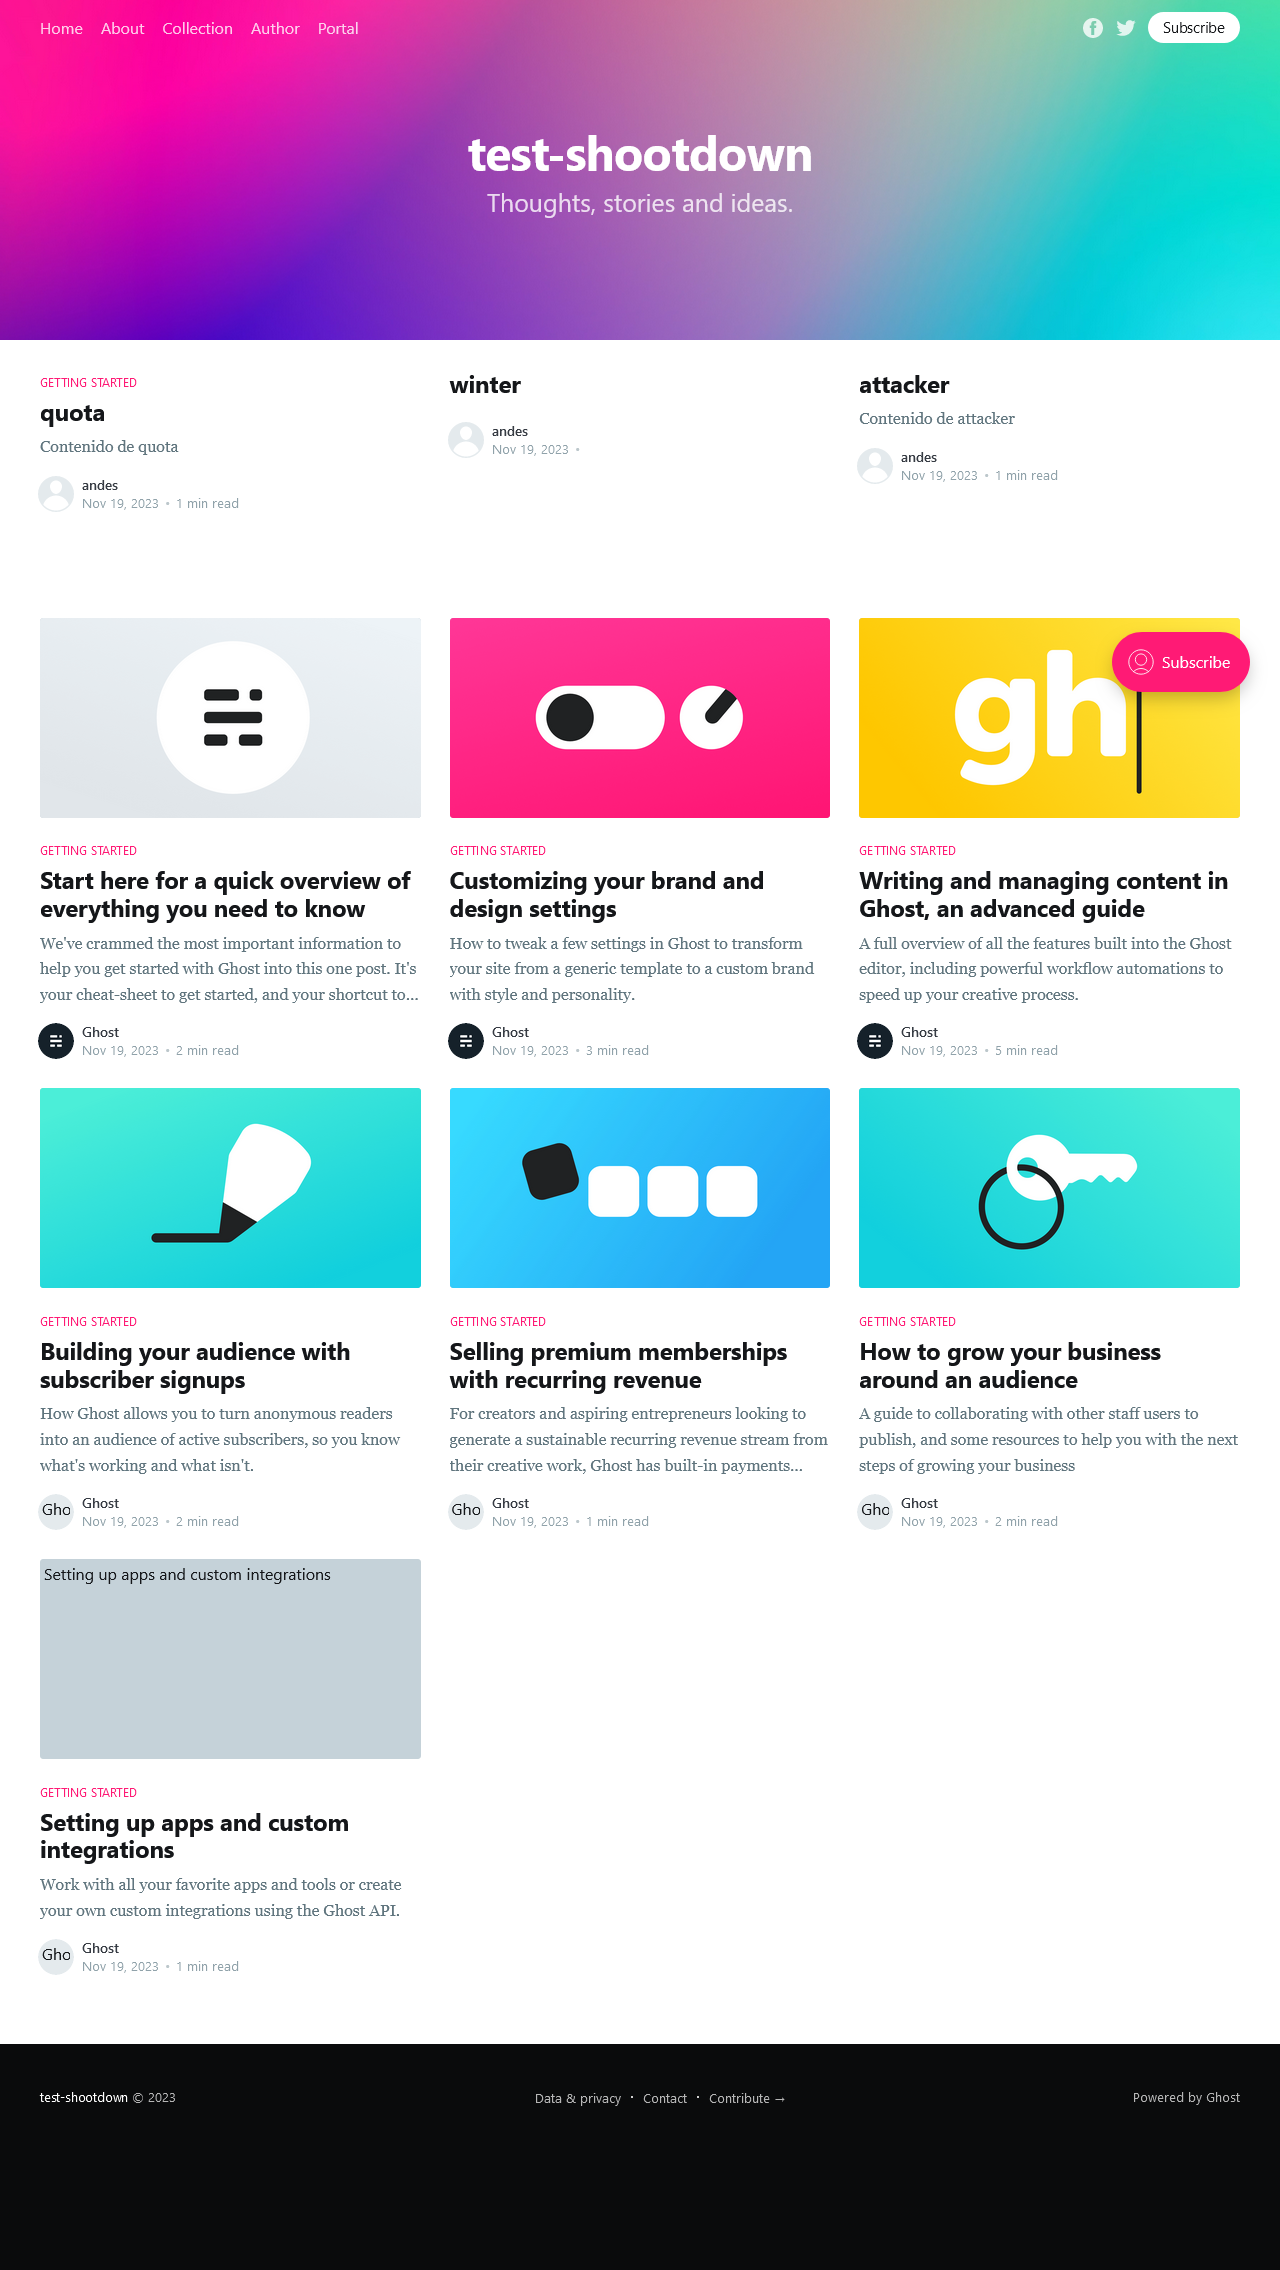 Home About Collection Author Portal Subscribe
test-shootdown
Thoughts, stories and ideas.
GETTING STARTED
quota
Contenido de quota
andes
Nov 19, 2023 • 1 min read
winter
andes
Nov 19, 2023 •
attacker
Contenido de attacker
andes
Nov 19, 2023 • 1 min read
gh
Subscribe
GETTING STARTED
Start here for a quick overview of
everything you need to know
We've crammed the most important information to
help you get started with Ghost into this one post. It's
your cheat-sheet to get started, and your shortcut to...
Ghost
Nov 19, 2023 • 2 min read
GETTING STARTED
Customizing your brand and
design settings
How to tweak a few settings in Ghost to transform
your site from a generic template to a custom brand
with style and personality.
Ghost
Nov 19, 2023 • 3 min read
GETTING STARTED
Writing and managing content in
Ghost, an advanced guide
A full overview of all the features built into the Ghost
editor, including powerful workflow automations to
speed up your creative process.
Ghost
Nov 19, 2023 • 5 min read
GETTING STARTED
Building your audience with
subscriber signups
How Ghost allows you to turn anonymous readers
into an audience of active subscribers, so you know
what's working and what isn't.
Gho
Ghost
Nov 19, 2023 • 2 min read
GETTING STARTED
Selling premium memberships
with recurring revenue
For creators and aspiring entrepreneurs looking to
generate a sustainable recurring revenue stream from
their creative work, Ghost has built-in payments...
Gho
Ghost
Nov 19, 2023 • 1 min read
GETTING STARTED
How to grow your business
around an audience
A guide to collaborating with other staff users to
publish, and some resources to help you with the next
steps of growing your business
Gho
Ghost
Nov 19, 2023 • 2 min read
Setting up apps and custom integrations
GETTING STARTED
Setting up apps and custom
integrations
Work with all your favorite apps and tools or create
your own custom integrations using the Ghost API.
Gho
Ghost
Nov 19, 2023 • 1 min read
test-shootdown © 2023
Data & privacy • Contact • Contribute →
Powered by Ghost